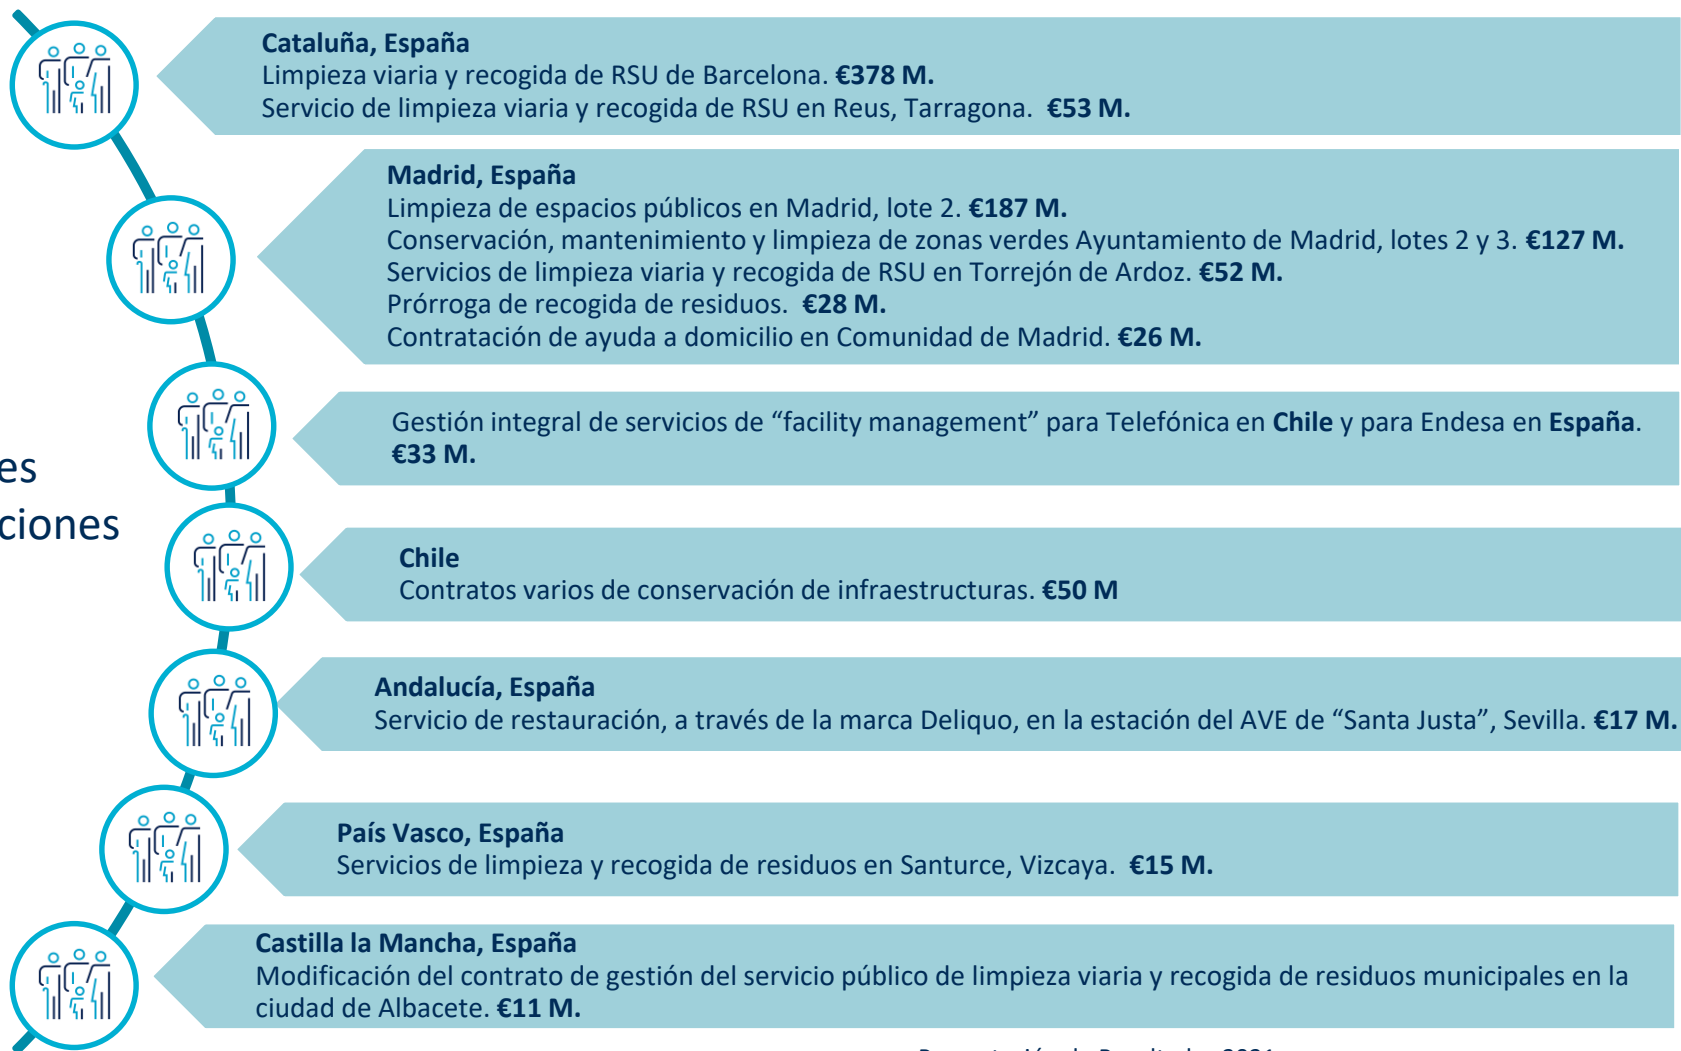 Cataluña, España
Limpieza viaria y recogida de RSU de Barcelona. €378 M.
Servicio de limpieza viaria y recogida de RSU en Reus, Tarragona. €53 M.
Madrid, España
Limpieza de espacios públicos en Madrid, lote 2. €187 M.
Conservación, mantenimiento y limpieza de zonas verdes Ayuntamiento de Madrid, lotes 2 y 3. €127 M.
Servicios de limpieza viaria y recogida de RSU en Torrejón de Ardoz. €52 M.
Prórroga de recogida de residuos. €28 M.
Contratación de ayuda a domicilio en Comunidad de Madrid. €26 M.
Gestión integral de servicios de “facility management” para Telefónica en Chile y para Endesa en España.
€33 M.
es
ciones
Chile
Contratos varios de conservación de infraestructuras. €50 M
Andalucía, España
Servicio de restauración, a través de la marca Deliquo, en la estación del AVE de “Santa Justa”, Sevilla. €17 M.
País Vasco, España
Servicios de limpieza y recogida de residuos en Santurce, Vizcaya. €15 M.
Castilla la Mancha, España
Modificación del contrato de gestión del servicio público de limpieza viaria y recogida de residuos municipales en la
ciudad de Albacete. €11 M.